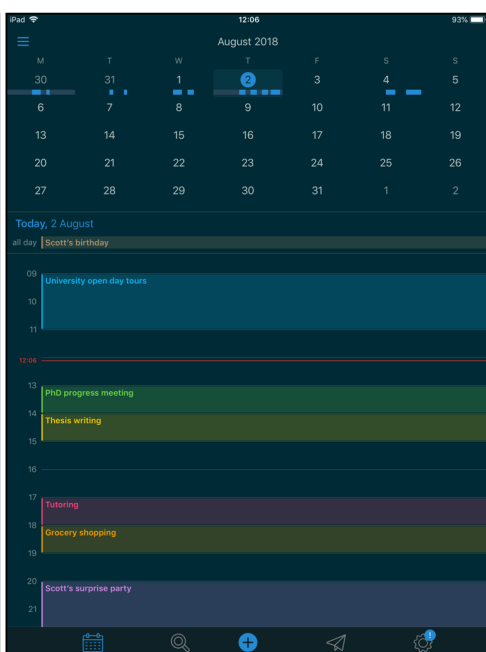 iPad 12:06 93%
August 2018
M T W T F S S
30 31 1 2 3 4 5
6 7 8 9 10 11 12
13 14 15 16 17 18 19
20 21 22 23 24 25 26
27 28 29 30 31 1 2
Today, 2 August
all day Scott's birthday
09
University open day tours
10
11
12:06
13
PhD progress meeting
14
Thesis writing
15
16
17
Tutoring
18
Grocery shopping
19
20
Scott's surprise party
21
!